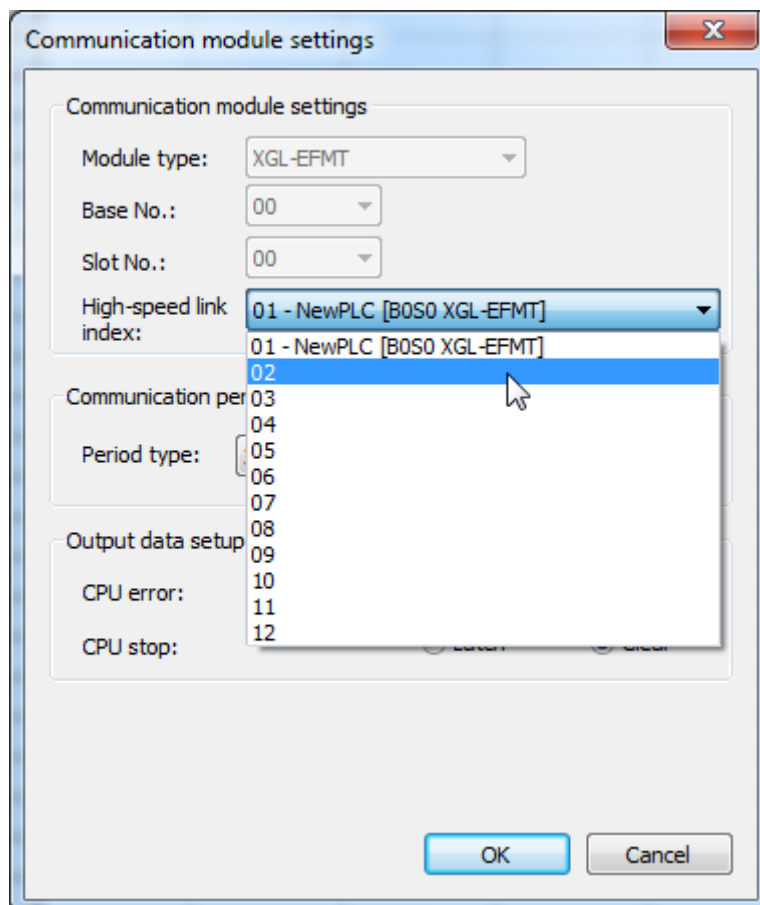 Communication module settings
Communication module settings
Module type: XGL-EFMT
Base No.: 00
Slot No.: 00
High-speed link index: 01 - NewPLC [B0S0 XGL-EFMT]
01 - NewPLC [B0S0 XGL-EFMT]
02
03
04
05
06
07
08
09
10
11
12
Communication per
Period type:
Output data setup
CPU error:
CPU stop: Latch Clear
OK Cancel